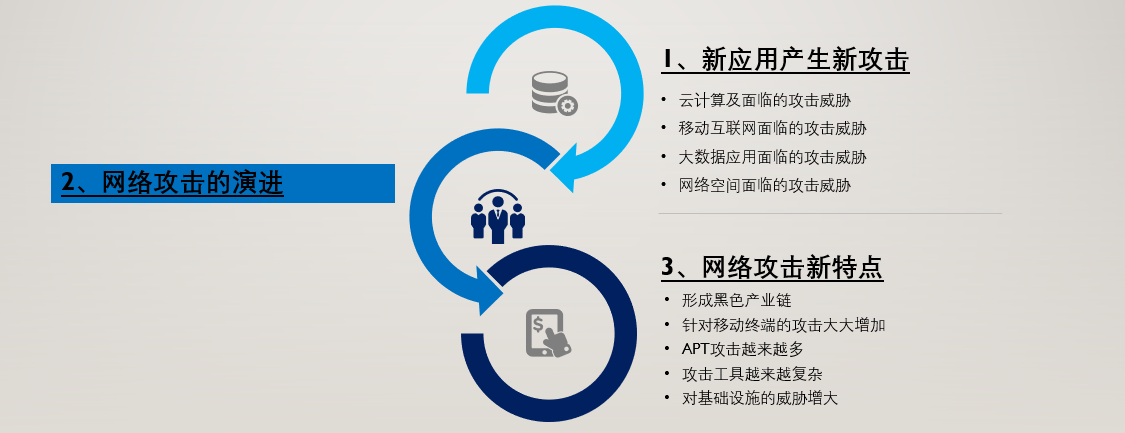 1、新应用产生新攻击
• 云计算及面临的攻击威胁
• 移动互联网面临的攻击威胁
• 大数据应用面临的攻击威胁
• 网络空间面临的攻击威胁
2、网络攻击的演进
3、网络攻击新特点
• 形成黑色产业链
• 针对移动终端的攻击大大增加
• APT攻击越来越多
• 攻击工具越来越复杂
• 对基础设施的威胁增大
$